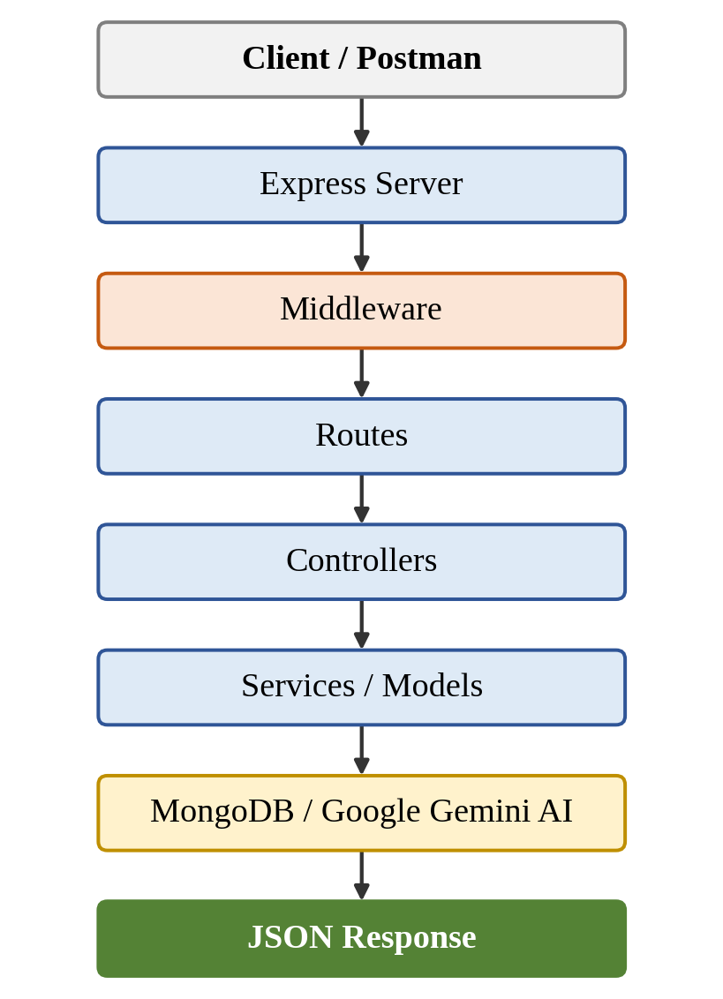 Client / Postman
Express Server
Middleware
Routes
Controllers
Services / Models
MongoDB / Google Gemini AI
JSON Response